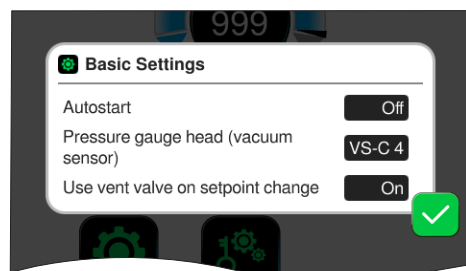 999
Basic Settings
Autostart Off
Pressure gauge head (vacuum
sensor) VS-C 4
Use vent valve on setpoint change On